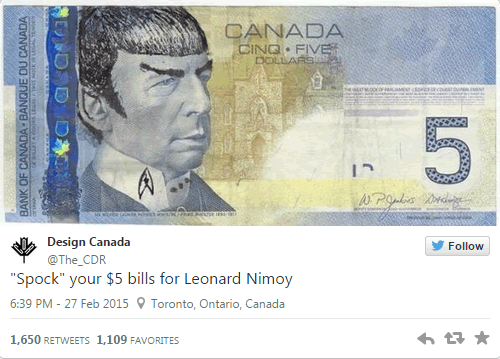 CANADA
CINQ • FIVE
DOLLARS
BANK OF CANADA • BANQUE DU CANADA
5
Design Canada
@The_CDR
Follow
"Spock" your $5 bills for Leonard Nimoy
6:39 PM - 27 Feb 2015 Toronto, Ontario, Canada
1,650 RETWEETS 1,109 FAVORITES